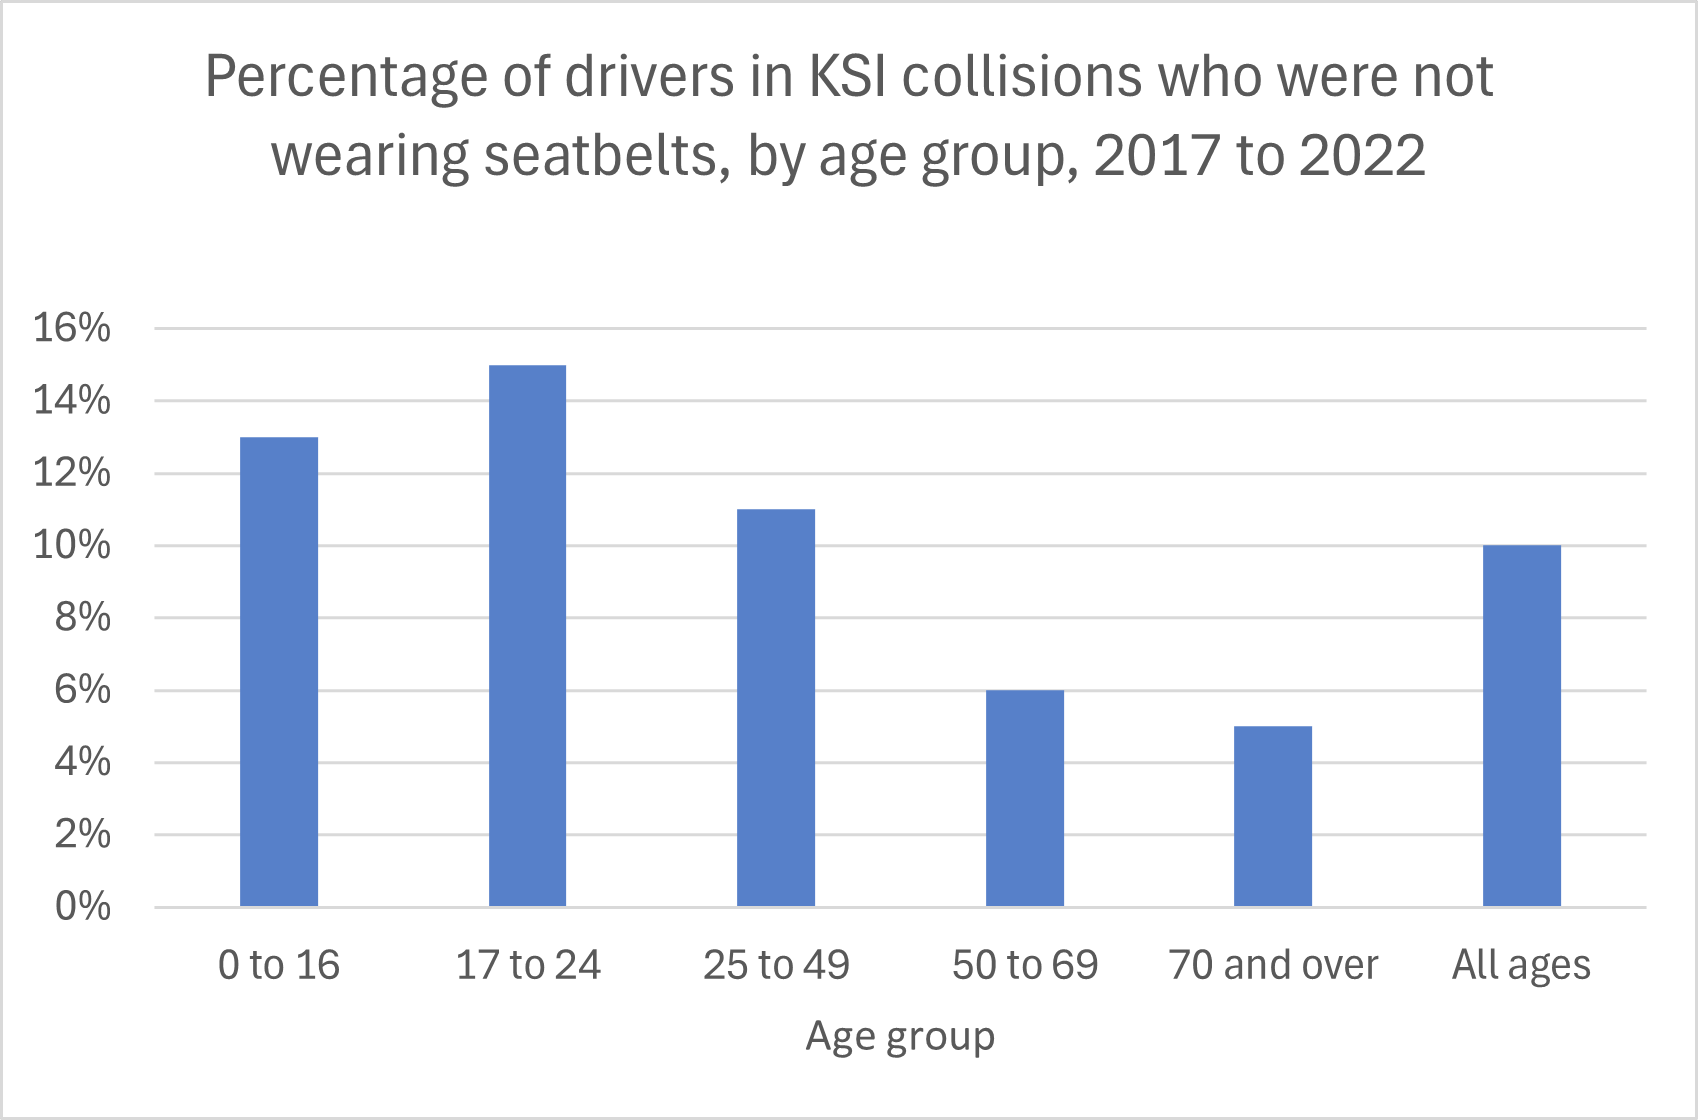 Percentage of drivers in KSI collisions who were not
wearing seatbelts, by age group, 2017 to 2022
16%
14%
12%
10%
8%
6%
4%
2%
0%
0 to 16
17 to 24
25 to 49
50 to 69
70 and over
All ages
Age group